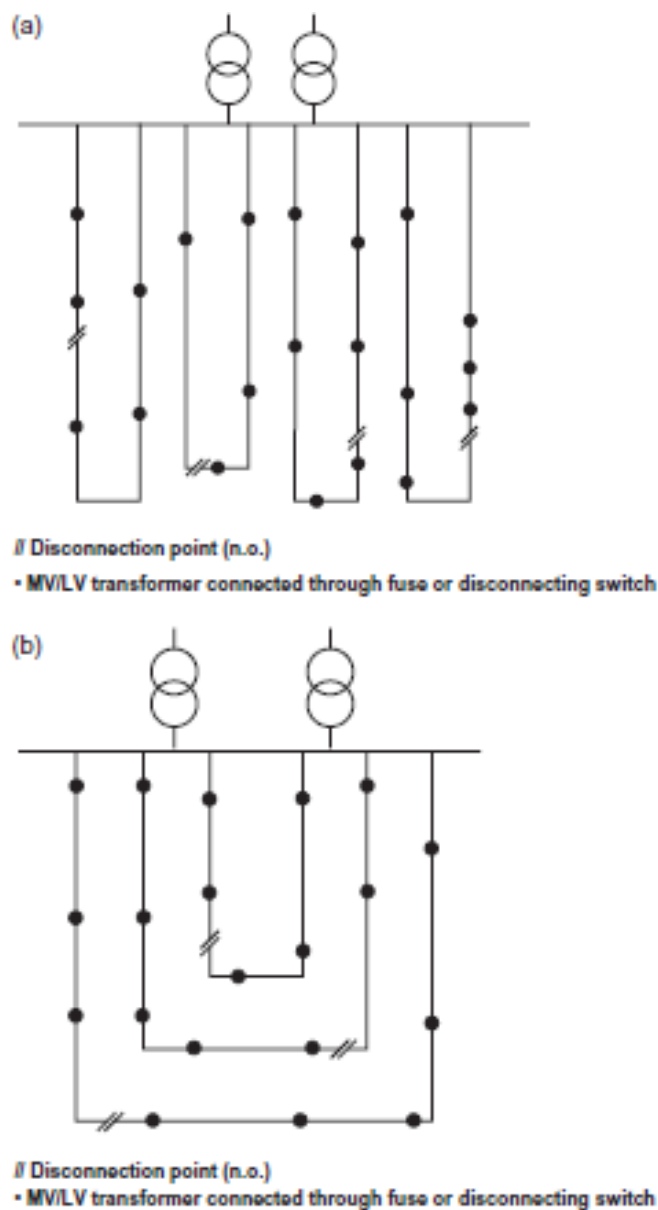 (a)
// Disconnection point (n.o.)
• MV/LV transformer connected through fuse or disconnecting switch
(b)
// Disconnection point (n.o.)
• MV/LV transformer connected through fuse or disconnecting switch